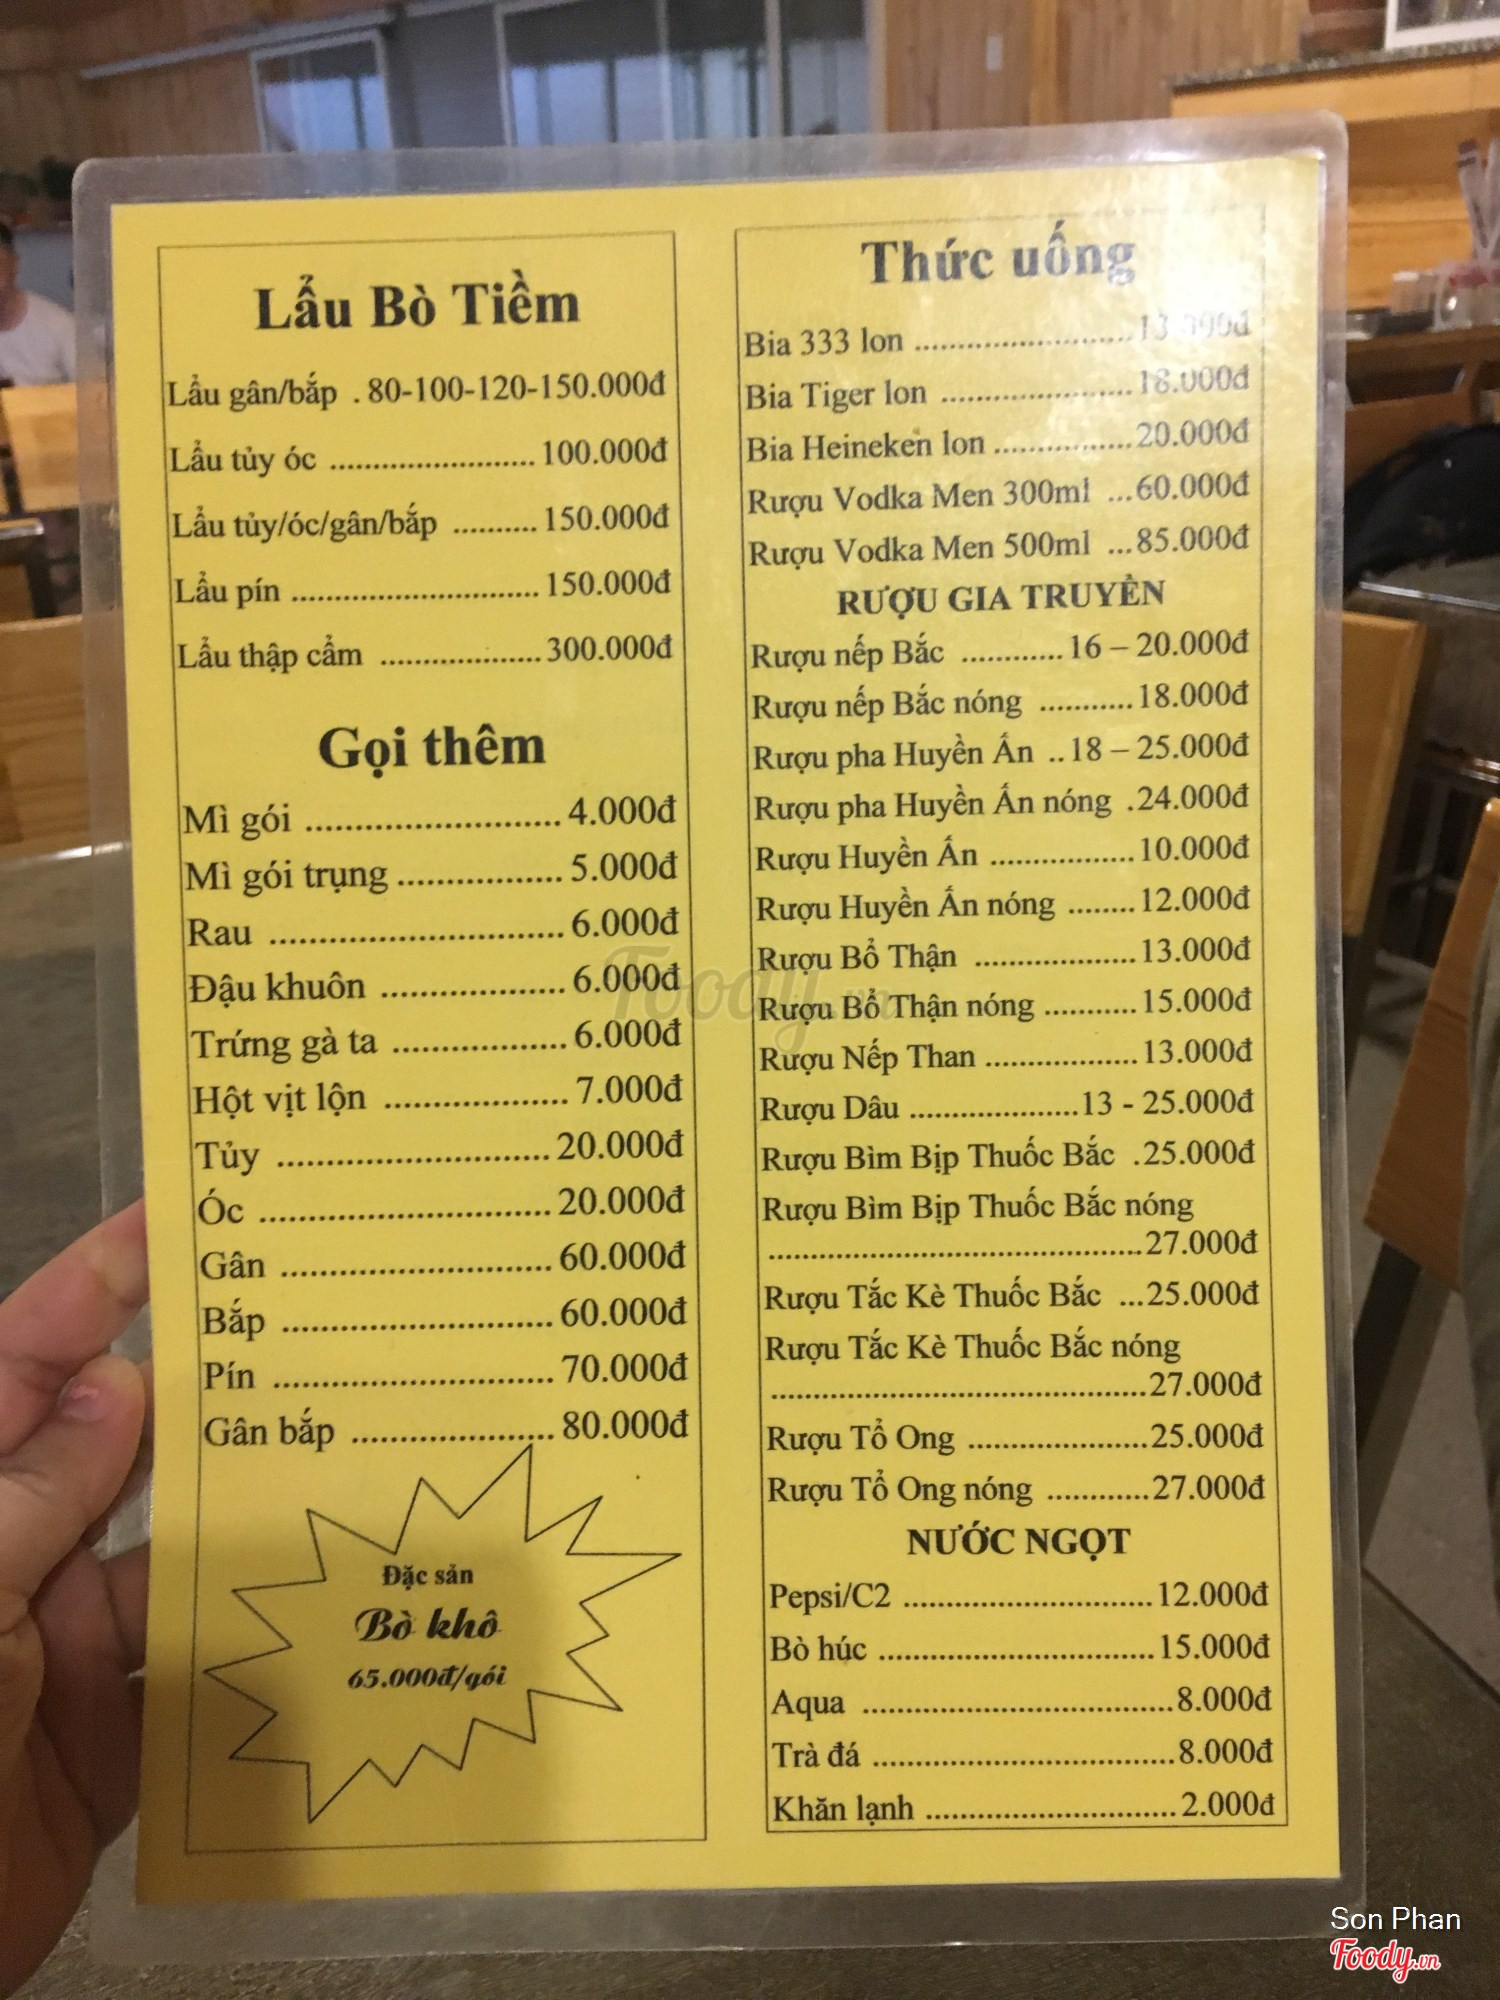 Lẩu Bò Tiềm
Lẩu gân/bắp . 80-100-120-150.000đ
Lẩu tủy óc ........................ 100.000đ
Lẩu tủy/óc/gân/bắp .......... 150.000đ
Lẩu pín ............................. 150.000đ
Lẩu thập cẩm ................... 300.000đ
Gọi thêm
Mì gói ........................... 4.000đ
Mì gói trụng ................. 5.000đ
Rau ............................... 6.000đ
Đậu khuôn ................... 6.000đ
Trứng gà ta .................. 6.000đ
Hột vịt lộn ................... 7.000đ
Tủy ............................. 20.000đ
Óc ............................... 20.000đ
Gân ............................. 60.000đ
Bắp ............................. 60.000đ
Pín .............................. 70.000đ
Gân bắp ...................... 80.000đ
Đặc sản
Bò khô
65.000đ/gói
Thức uống
Bia 333 lon ......................... 13.000đ
Bia Tiger lon ...................... 18.000đ
Bia Heineken lon ................ 20.000đ
Rượu Vodka Men 300ml ... 60.000đ
Rượu Vodka Men 500ml ... 85.000đ
RƯỢU GIA TRUYỀN
Rượu nếp Bắc ............ 16 – 20.000đ
Rượu nếp Bắc nóng ........... 18.000đ
Rượu pha Huyền Ấn .. 18 – 25.000đ
Rượu pha Huyền Ấn nóng . 24.000đ
Rượu Huyền Ấn ................. 10.000đ
Rượu Huyền Ấn nóng ........ 12.000đ
Rượu Bổ Thận ................... 13.000đ
Rượu Bổ Thận nóng ........... 15.000đ
Rượu Nếp Than .................. 13.000đ
Rượu Dâu .................... 13 - 25.000đ
Rượu Bìm Bịp Thuốc Bắc . 25.000đ
Rượu Bìm Bịp Thuốc Bắc nóng
............................................ 27.000đ
Rượu Tắc Kè Thuốc Bắc ... 25.000đ
Rượu Tắc Kè Thuốc Bắc nóng
............................................ 27.000đ
Rượu Tổ Ong ..................... 25.000đ
Rượu Tổ Ong nóng ............ 27.000đ
NƯỚC NGỌT
Pepsi/C2 ............................. 12.000đ
Bò húc ................................ 15.000đ
Aqua .................................... 8.000đ
Trà đá ................................... 8.000đ
Khăn lạnh ............................. 2.000đ
Foody.vn
Son Phan
Foody.vn